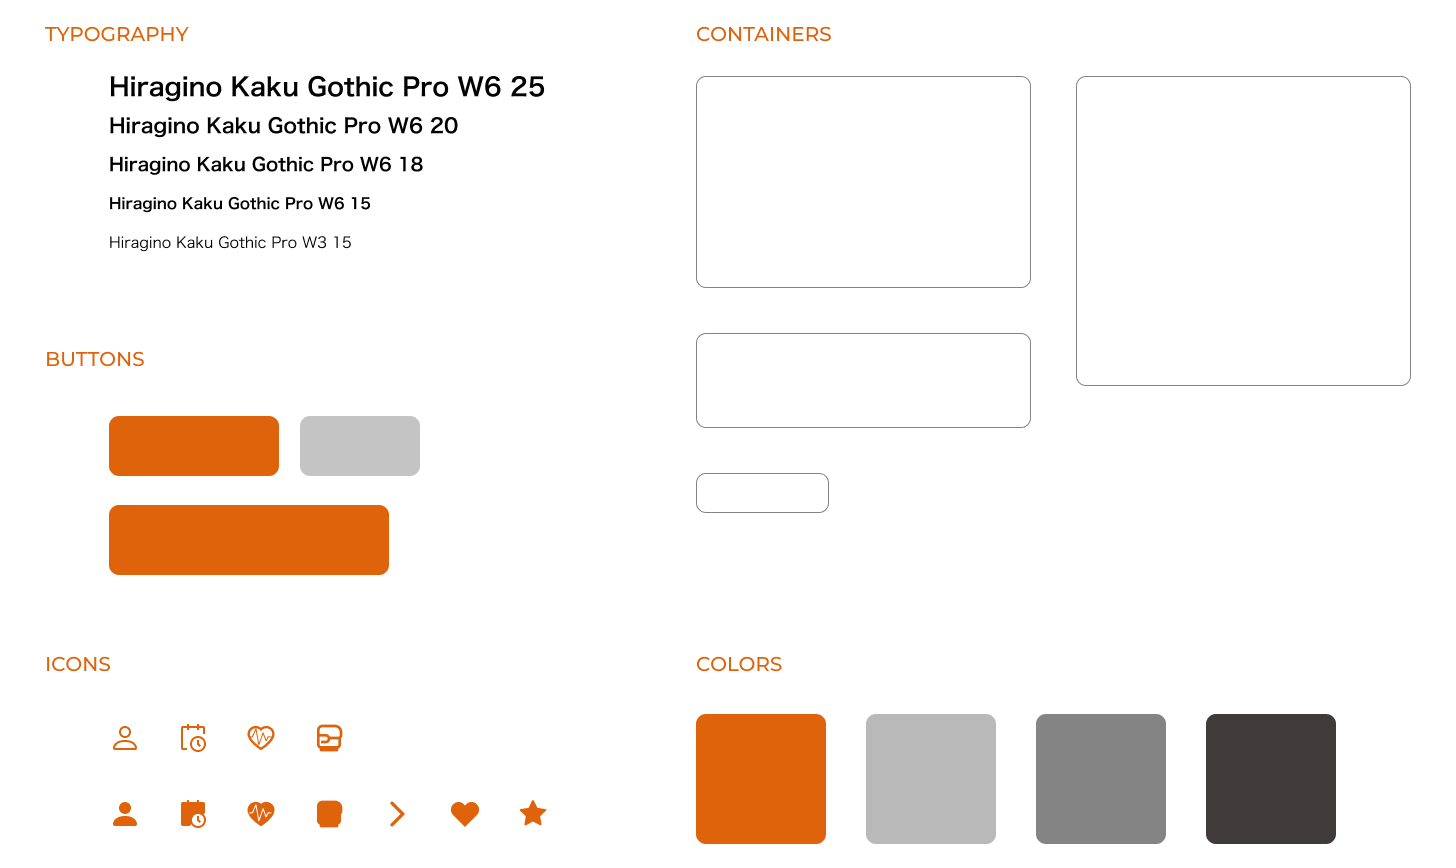 TYPOGRAPHY
Hiragino Kaku Gothic Pro W6 25
Hiragino Kaku Gothic Pro W6 20
Hiragino Kaku Gothic Pro W6 18
Hiragino Kaku Gothic Pro W6 15
Hiragino Kaku Gothic Pro W3 15
BUTTONS
ICONS
CONTAINERS
COLORS